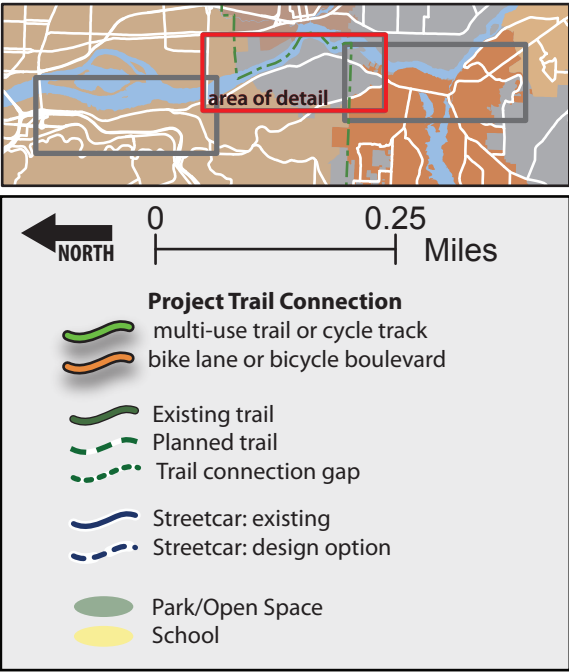 area of detail
NORTH
0 0.25
Miles
Project Trail Connection
multi-use trail or cycle track
bike lane or bicycle boulevard
Existing trail
Planned trail
Trail connection gap
Streetcar: existing
Streetcar: design option
Park/Open Space
School